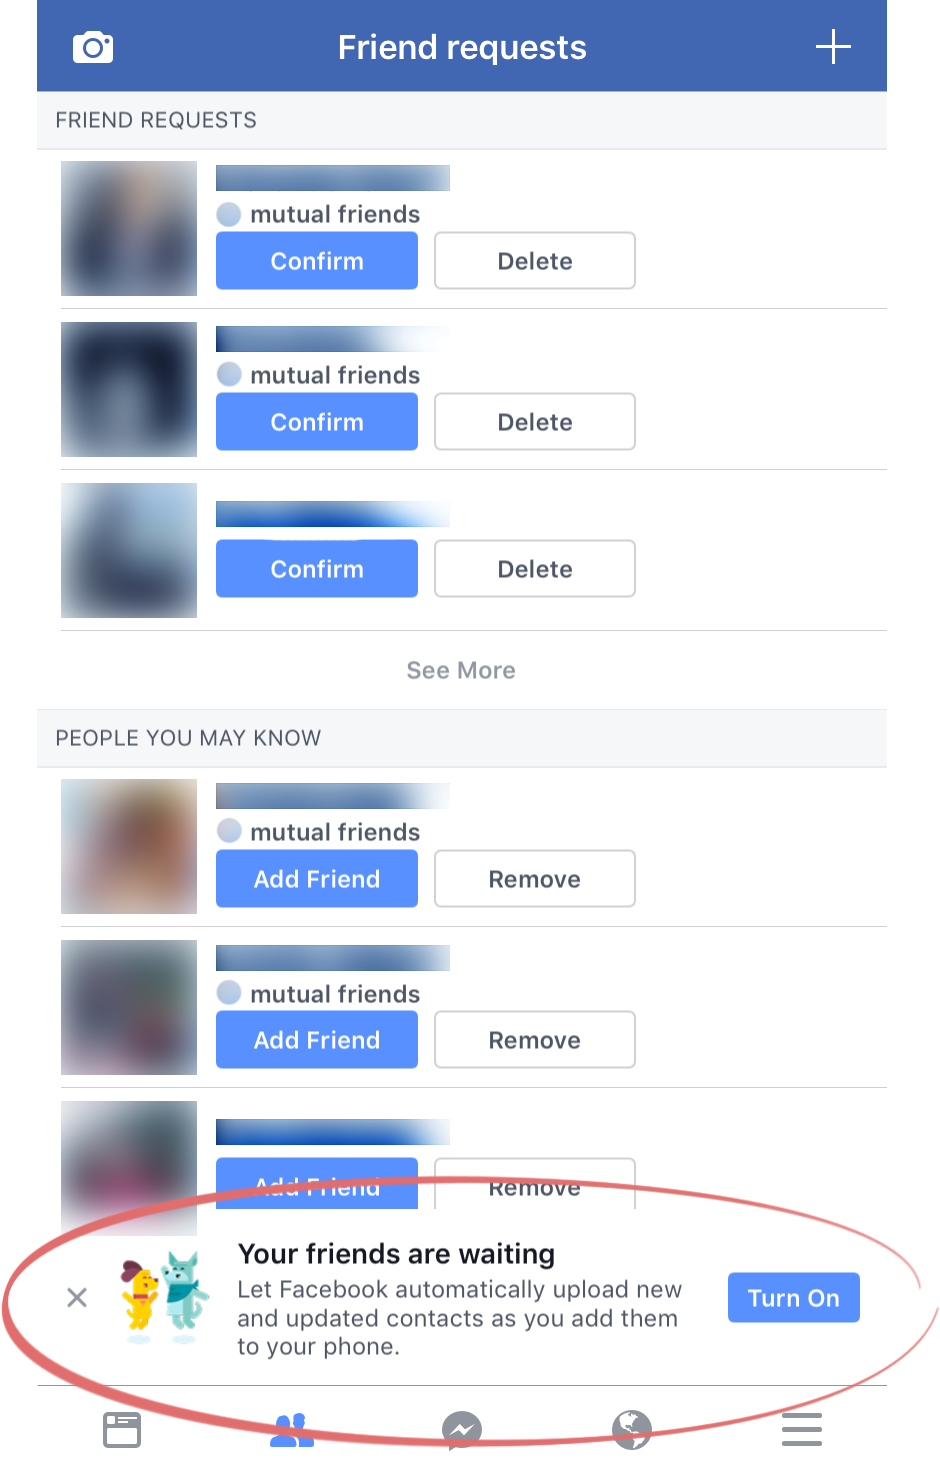 Friend requests
FRIEND REQUESTS
mutual friends
Confirm
Delete
mutual friends
Confirm
Delete
Confirm
Delete
See More
PEOPLE YOU MAY KNOW
mutual friends
Add Friend
Remove
mutual friends
Add Friend
Remove
Add Friend
Remove
Your friends are waiting
Let Facebook automatically upload new
and updated contacts as you add them
to your phone.
Turn On